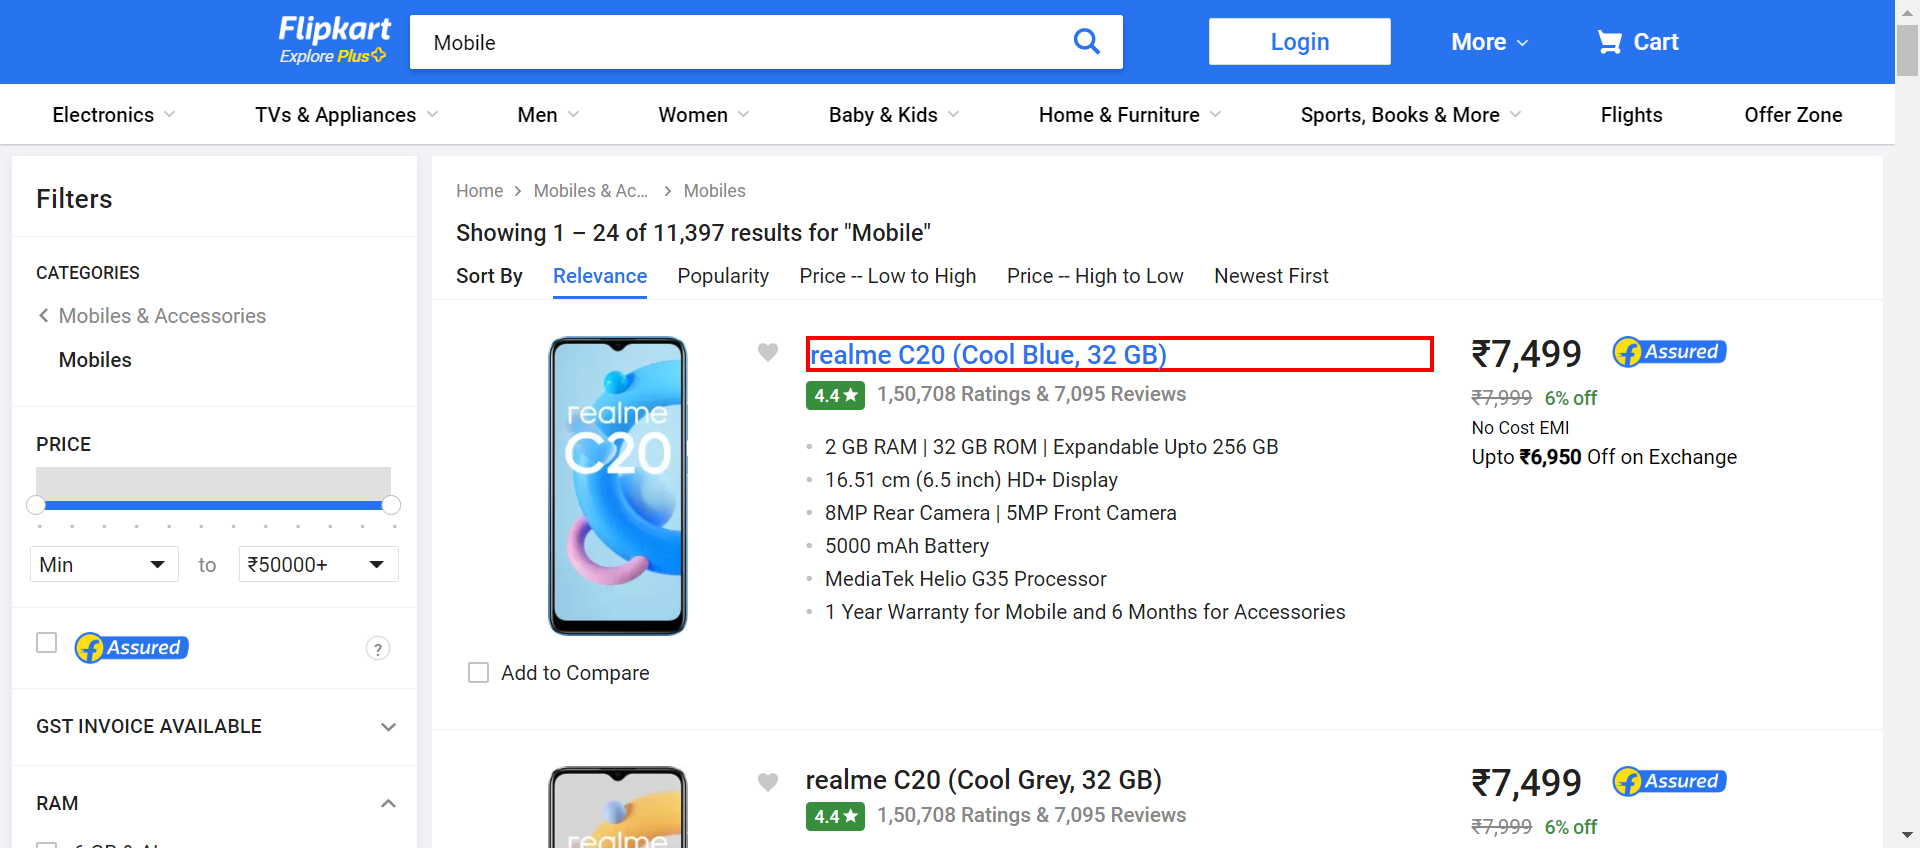 Flipkart
Explore Plus
Mobile
Login
More
Cart
Electronics
TVs & Appliances
Men
Women
Baby & Kids
Home & Furniture
Sports, Books & More
Flights
Offer Zone
Filters
CATEGORIES
Mobiles & Accessories
Mobiles
PRICE
Min
to
₹50000+
Assured
?
GST INVOICE AVAILABLE
RAM
Home
Mobiles & Ac...
Mobiles
Showing 1 – 24 of 11,397 results for "Mobile"
Sort By
Relevance
Popularity
Price -- Low to High
Price -- High to Low
Newest First
realme
C20
Add to Compare
realme C20 (Cool Blue, 32 GB)
4.4★
1,50,708 Ratings & 7,095 Reviews
2 GB RAM | 32 GB ROM | Expandable Upto 256 GB
16.51 cm (6.5 inch) HD+ Display
8MP Rear Camera | 5MP Front Camera
5000 mAh Battery
MediaTek Helio G35 Processor
1 Year Warranty for Mobile and 6 Months for Accessories
₹7,499
Assured
₹7,999
6% off
No Cost EMI
Upto ₹6,950 Off on Exchange
realme
realme C20 (Cool Grey, 32 GB)
4.4★
1,50,708 Ratings & 7,095 Reviews
₹7,499
Assured
₹7,999
6% off